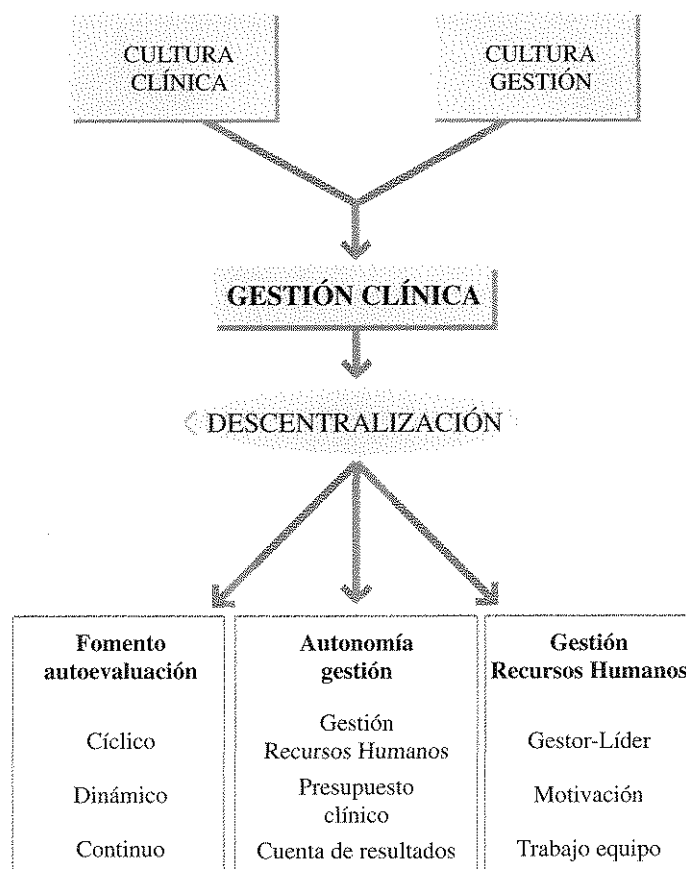 CULTURA
CLÍNICA
CULTURA
GESTIÓN
GESTIÓN CLÍNICA
DESCENTRALIZACIÓN
Fomento
autoevaluación
Cíclico
Dinámico
Continuo
Autonomía
gestión
Gestión
Recursos Humanos
Presupuesto
clínico
Cuenta de resultados
Gestión
Recursos Humanos
Gestor-Líder
Motivación
Trabajo equipo